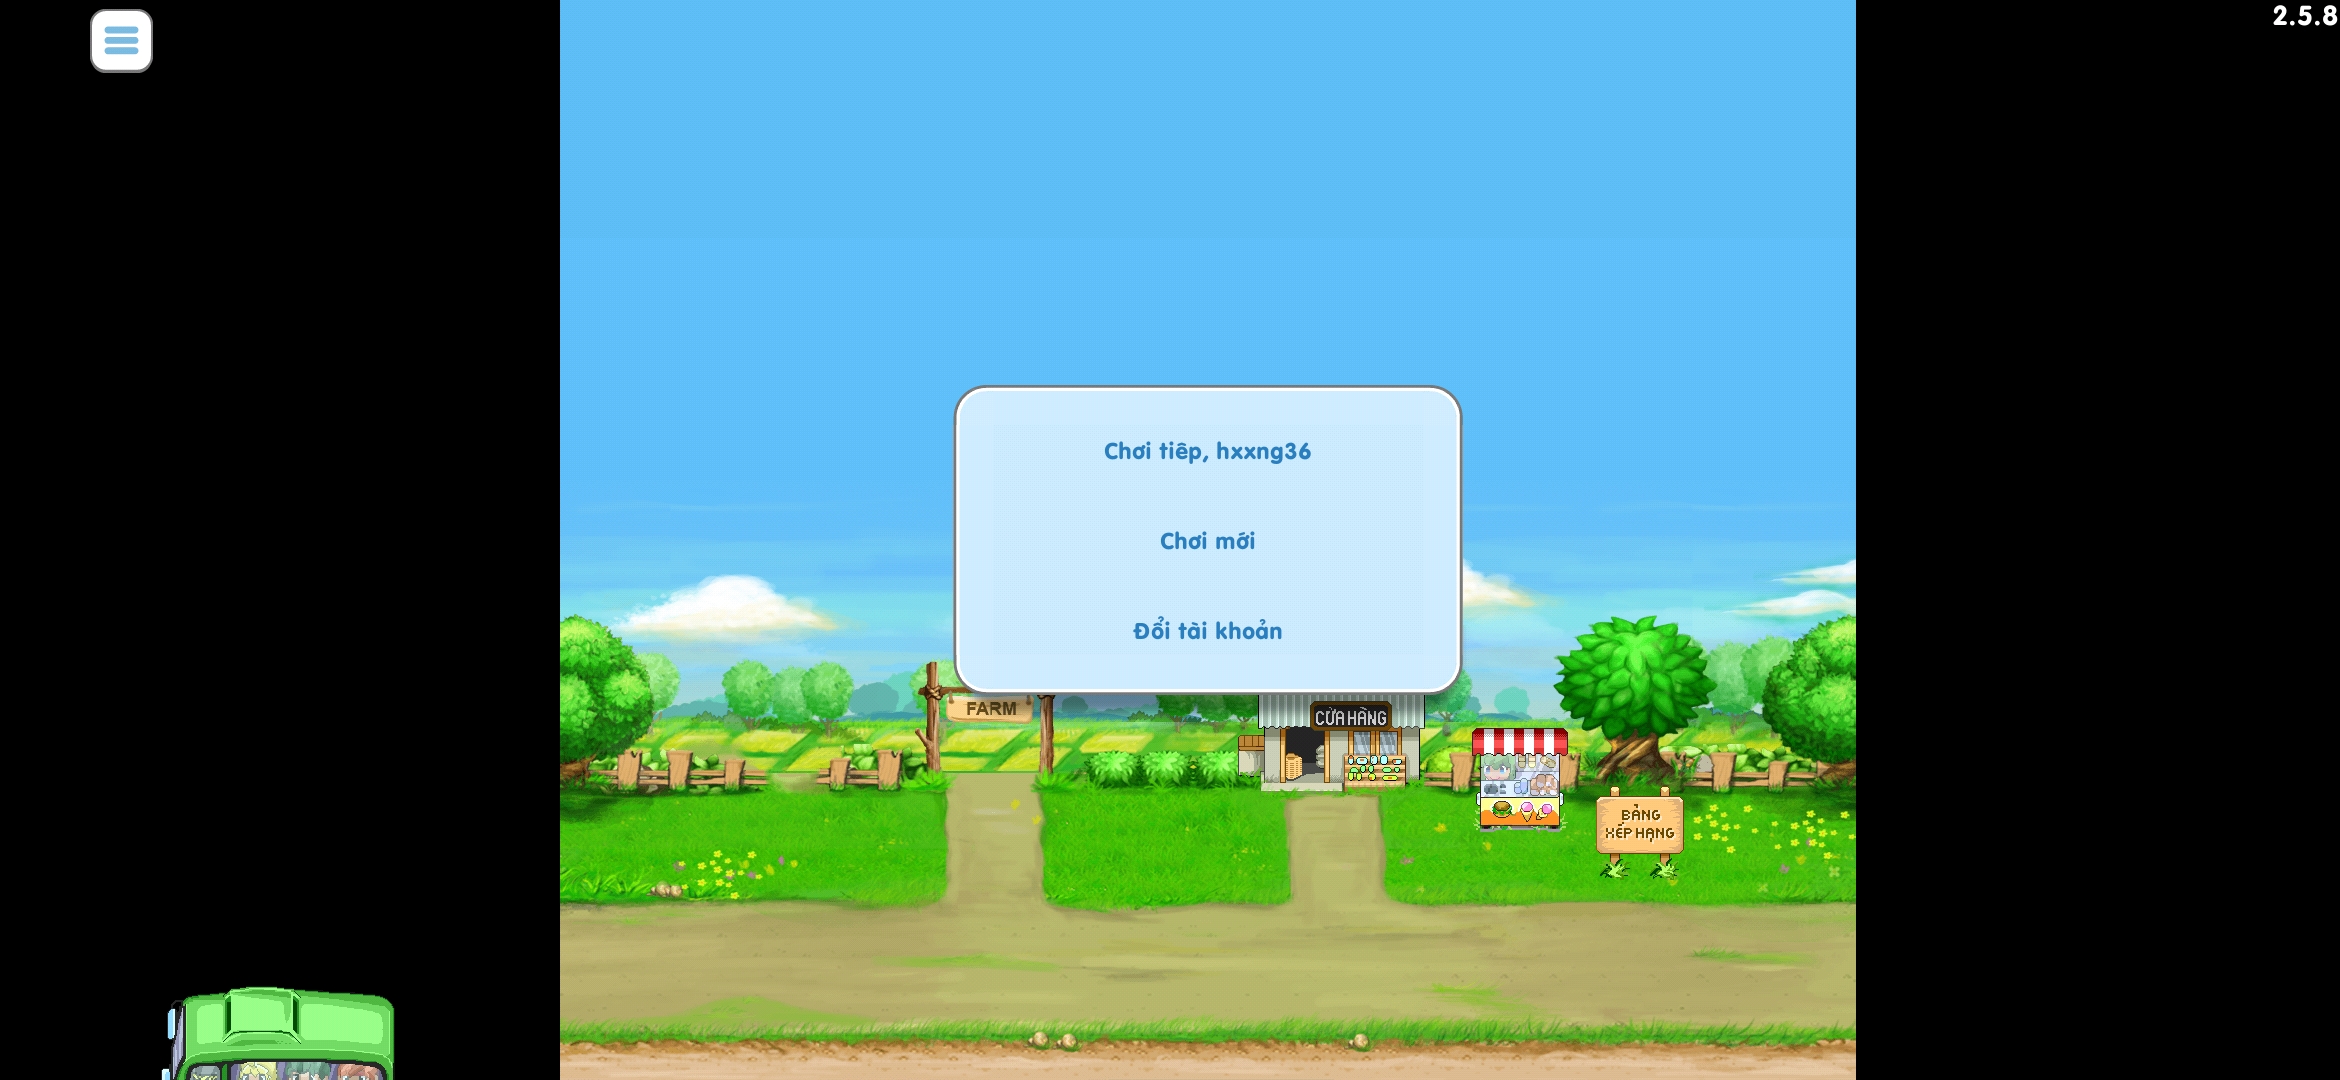 2.5.8
Chơi tiếp, hxxng36
Chơi mới
Đổi tài khoản
FARM
CỬA HÀNG
BẢNG
XẾP HẠNG